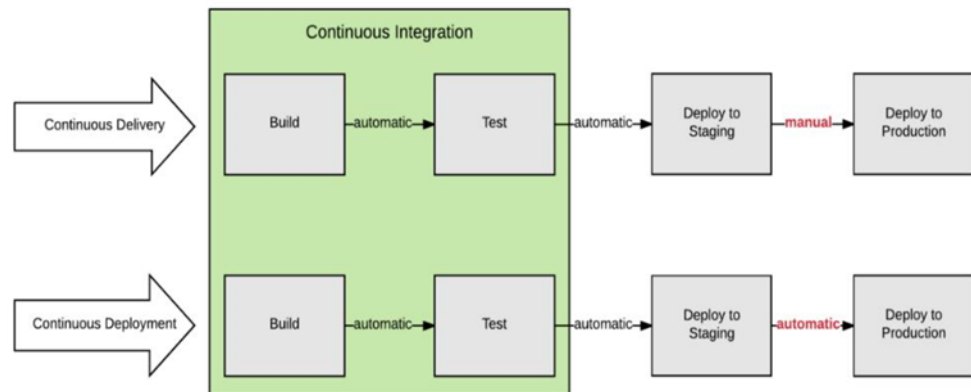 Continuous Integration
Continuous Delivery
Build
automatic
Test
automatic
Deploy to
Staging
manual
Deploy to
Production
Continuous Deployment
Build
automatic
Test
automatic
Deploy to
Staging
automatic
Deploy to
Production